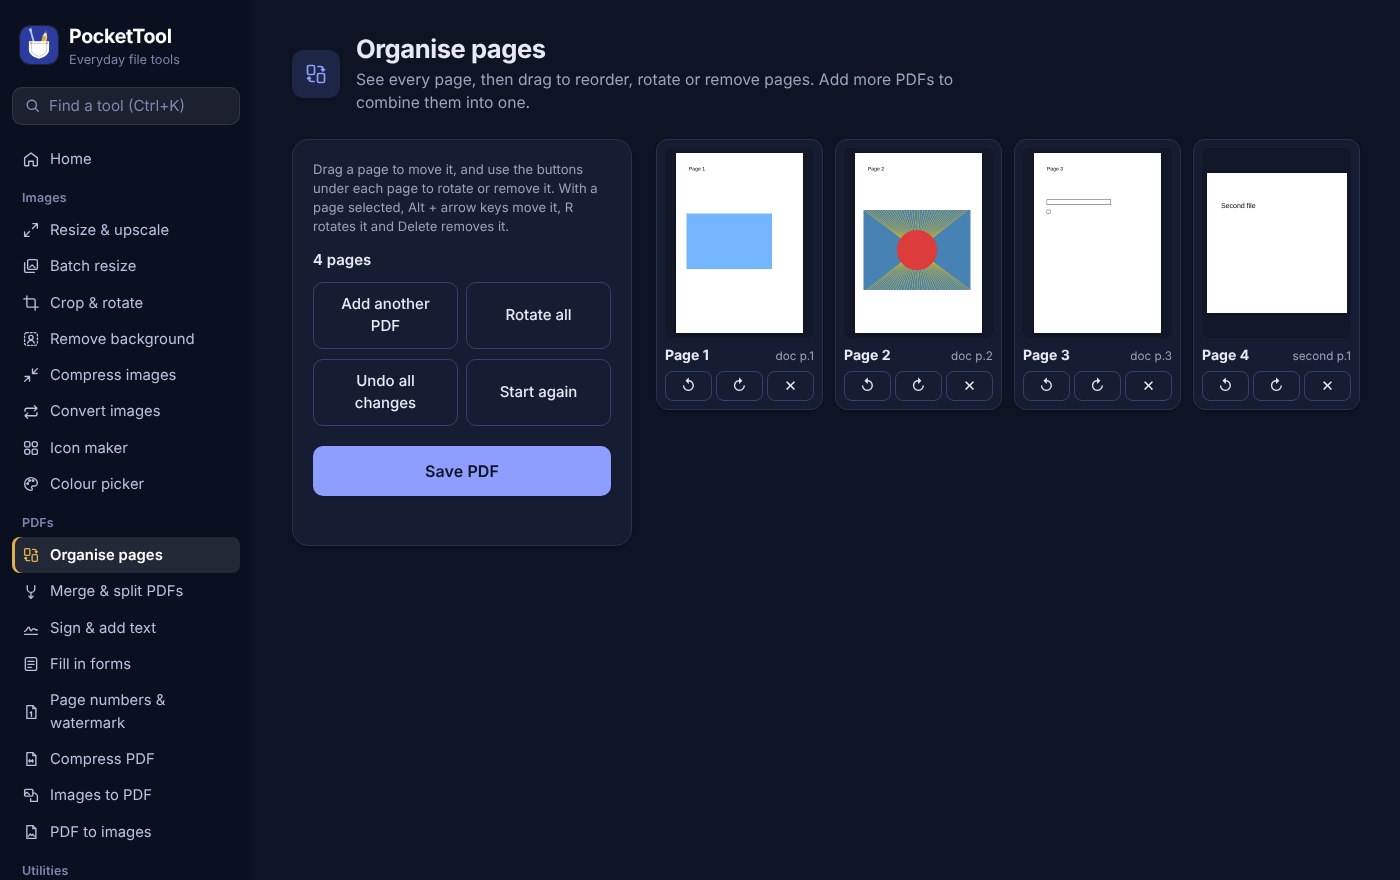 PocketTool
Everyday file tools
Find a tool (Ctrl+K)
Home
Images
Resize & upscale
Batch resize
Crop & rotate
Remove background
Compress images
Convert images
Icon maker
Colour picker
PDFs
Organise pages
Merge & split PDFs
Sign & add text
Fill in forms
Page numbers &
watermark
Compress PDF
Images to PDF
PDF to images
Utilities
Organise pages
See every page, then drag to reorder, rotate or remove pages. Add more PDFs to
combine them into one.
Drag a page to move it, and use the buttons
under each page to rotate or remove it. With a
page selected, Alt + arrow keys move it, R
rotates it and Delete removes it.
4 pages
Add another
PDF
Rotate all
Undo all
changes
Start again
Save PDF
Page 1
Page 1 doc p.1
Page 2
Page 2 doc p.2
Page 3
Page 3 doc p.3
Second file
Page 4 second p.1